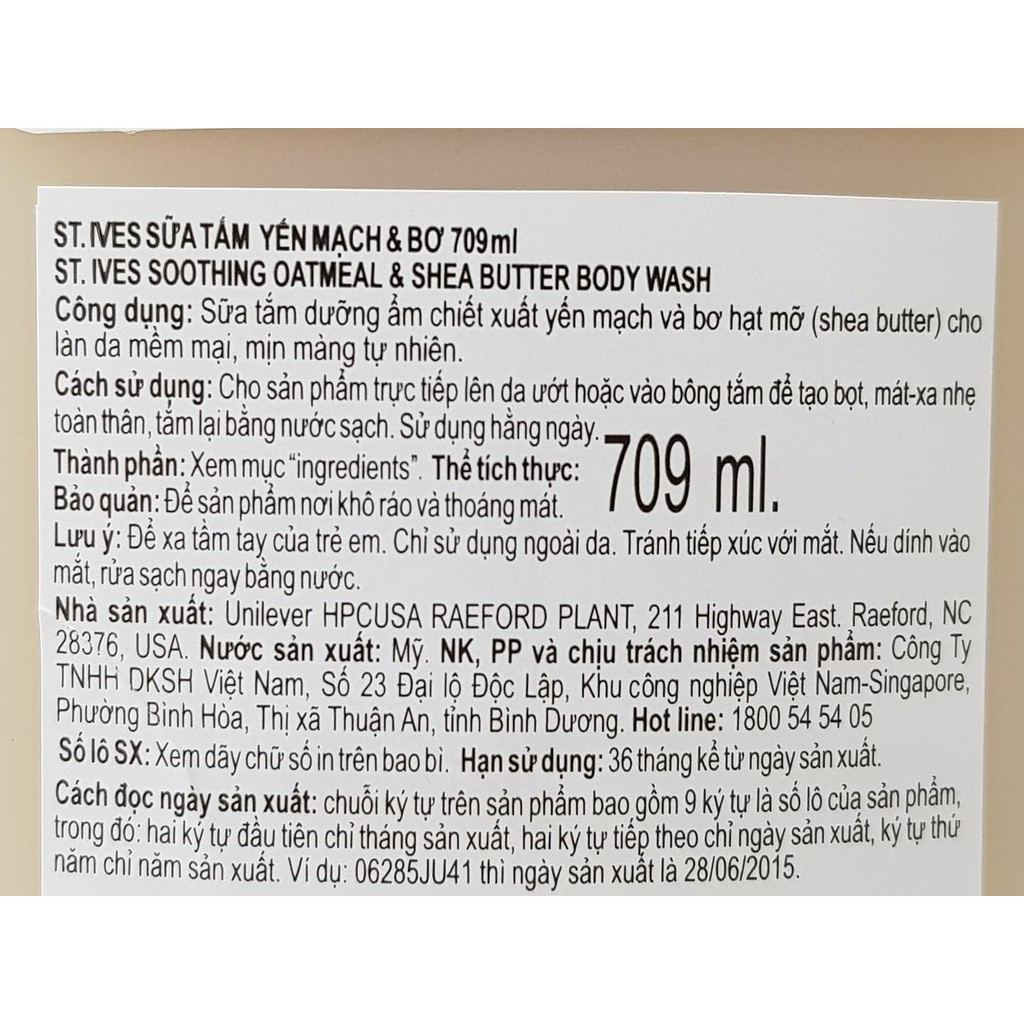 ST. IVES SỮA TẮM YẾN MẠCH & BƠ 709ml
ST. IVES SOOTHING OATMEAL & SHEA BUTTER BODY WASH
Công dụng: Sữa tắm dưỡng ẩm chiết xuất yến mạch và bơ hạt mỡ (shea butter) cho
làn da mềm mại, mịn màng tự nhiên.
Cách sử dụng: Cho sản phẩm trực tiếp lên da ướt hoặc vào bông tắm để tạo bọt, mát-xa nhẹ
toàn thân, tắm lại bằng nước sạch. Sử dụng hằng ngày.
Thành phần: Xem mục "ingredients". Thể tích thực: 709 ml.
Bảo quản: Để sản phẩm nơi khô ráo và thoáng mát.
Lưu ý: Để xa tầm tay của trẻ em. Chỉ sử dụng ngoài da. Tránh tiếp xúc với mắt. Nếu dính vào
mắt, rửa sạch ngay bằng nước.
Nhà sản xuất: Unilever HPCUSA RAEFORD PLANT, 211 Highway East. Raeford, NC
28376, USA. Nước sản xuất: Mỹ. NK, PP và chịu trách nhiệm sản phẩm: Công Ty
TNHH DKSH Việt Nam, Số 23 Đại lộ Độc Lập, Khu công nghiệp Việt Nam-Singapore,
Phường Bình Hòa, Thị xã Thuận An, tỉnh Bình Dương. Hot line: 1800 54 54 05
Số lô SX: Xem dãy chữ số in trên bao bì. Hạn sử dụng: 36 tháng kể từ ngày sản xuất.
Cách đọc ngày sản xuất: chuỗi ký tự trên sản phẩm bao gồm 9 ký tự là số lô của sản phẩm,
trong đó: hai ký tự đầu tiên chỉ tháng sản xuất, hai ký tự tiếp theo chỉ ngày sản xuất, ký tự thứ
năm chỉ năm sản xuất. Ví dụ: 06285JU41 thì ngày sản xuất là 28/06/2015.